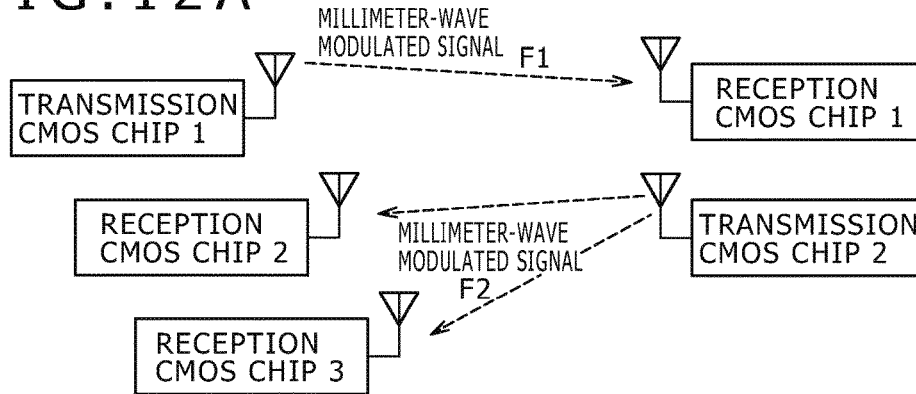 IG.12A
MILLIMETER-WAVE
MODULATED SIGNAL
F1
TRANSMISSION
CMOS CHIP 1
RECEPTION
CMOS CHIP 1
RECEPTION
CMOS CHIP 2
MILLIMETER-WAVE
MODULATED SIGNAL
F2
TRANSMISSION
CMOS CHIP 2
RECEPTION
CMOS CHIP 3